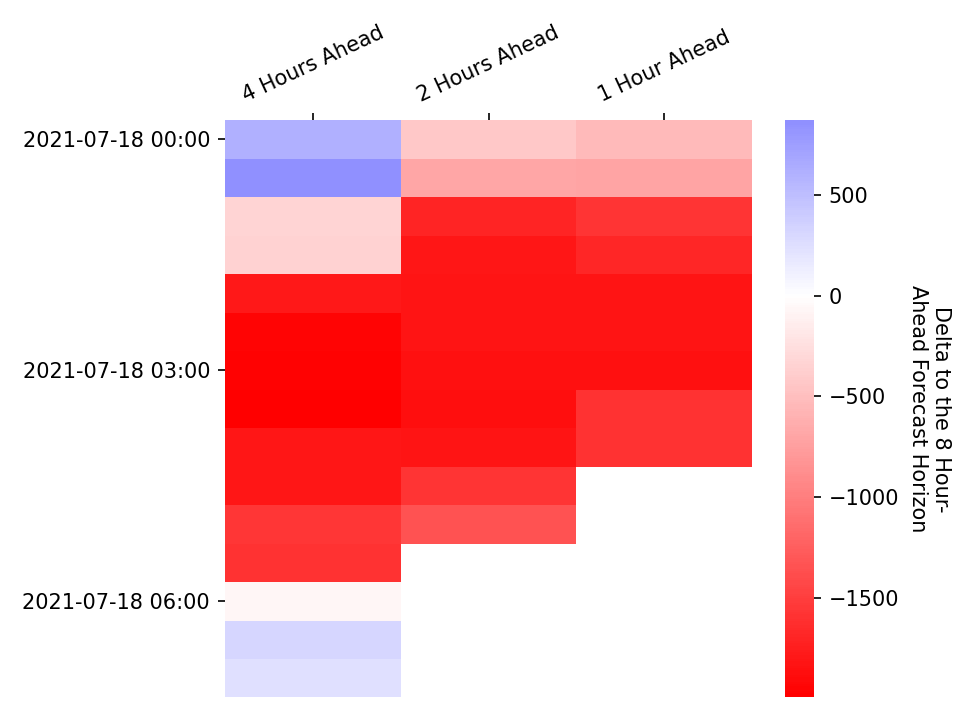 4 Hours Ahead
2 Hours Ahead
1 Hour Ahead
2021-07-18 00:00
2021-07-18 03:00
2021-07-18 06:00
500
0
−500
−1000
−1500
Delta to the 8 Hour-
Ahead Forecast Horizon